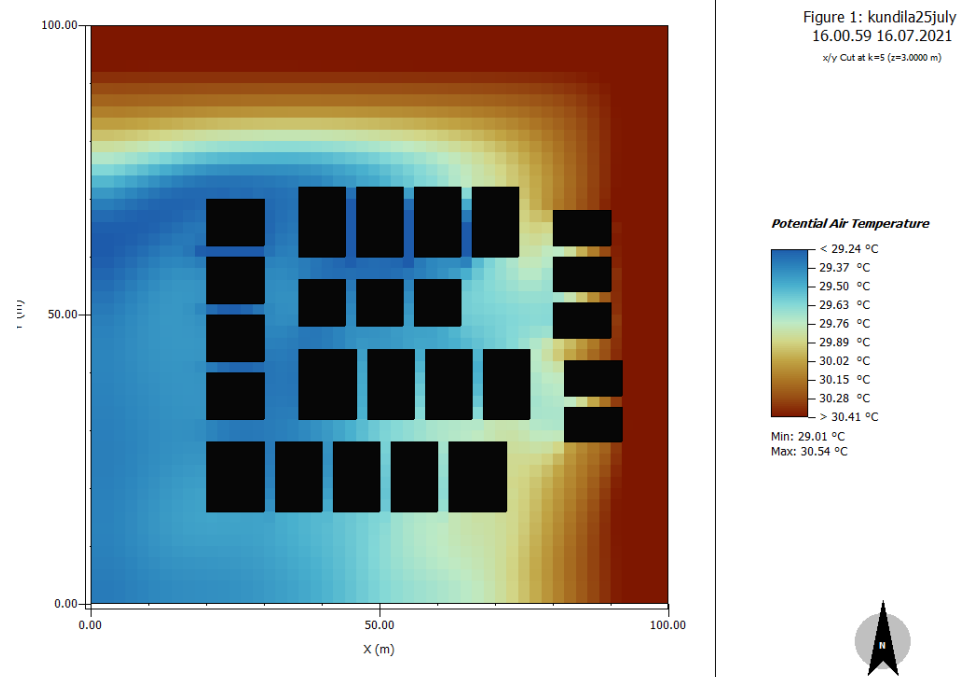 Figure 1: kundila25july
16.00.59 16.07.2021
x/y Cut at k=5 (z=3.0000 m)
100.00
50.00
0.00
0.00 50.00 100.00
X (m)
Potential Air Temperature
< 29.24 °C
29.37 °C
29.50 °C
29.63 °C
29.76 °C
29.89 °C
30.02 °C
30.15 °C
30.28 °C
> 30.41 °C
Min: 29.01 °C
Max: 30.54 °C
N